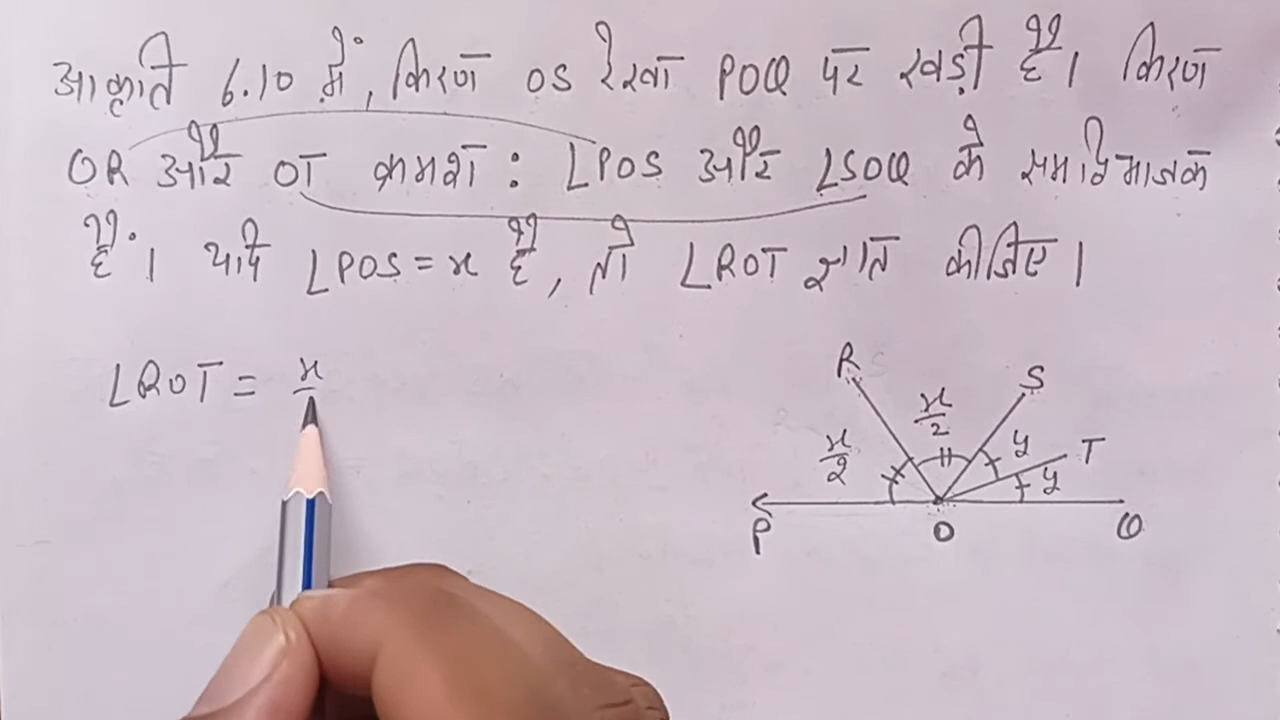 आकृति 6.10 में, किरण OS रेखा POQ पर खड़ी है। किरण
OR और OT क्रमश: ∠POS और ∠SOQ के समद्विभाजक
हैं। यदि ∠POS = x है, तो ∠ROT ज्ञात कीजिए।
∠ROT = x
R S
x/2
S
x/2
y
T
y
P
O
Q